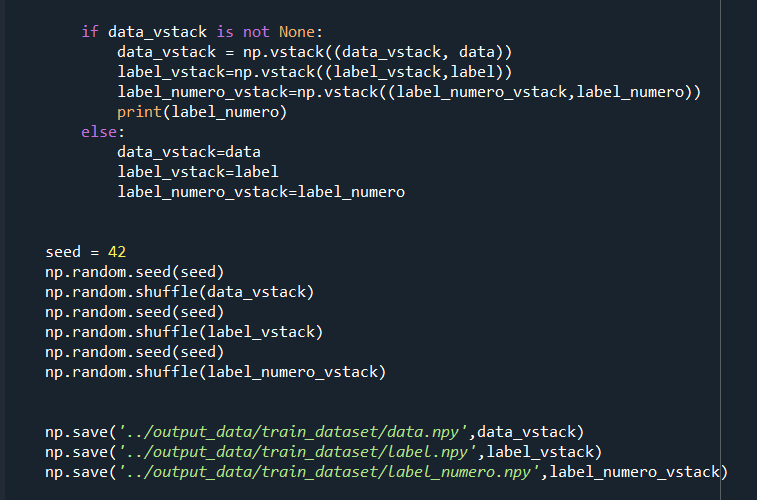 if data_vstack is not None:
data_vstack = np.vstack((data_vstack, data))
label_vstack=np.vstack((label_vstack,label))
label_numero_vstack=np.vstack((label_numero_vstack,label_numero))
print(label_numero)
else:
data_vstack=data
label_vstack=label
label_numero_vstack=label_numero
seed = 42
np.random.seed(seed)
np.random.shuffle(data_vstack)
np.random.seed(seed)
np.random.shuffle(label_vstack)
np.random.seed(seed)
np.random.shuffle(label_numero_vstack)
np.save('../output_data/train_dataset/data.npy',data_vstack)
np.save('../output_data/train_dataset/label.npy',label_vstack)
np.save('../output_data/train_dataset/label_numero.npy',label_numero_vstack)